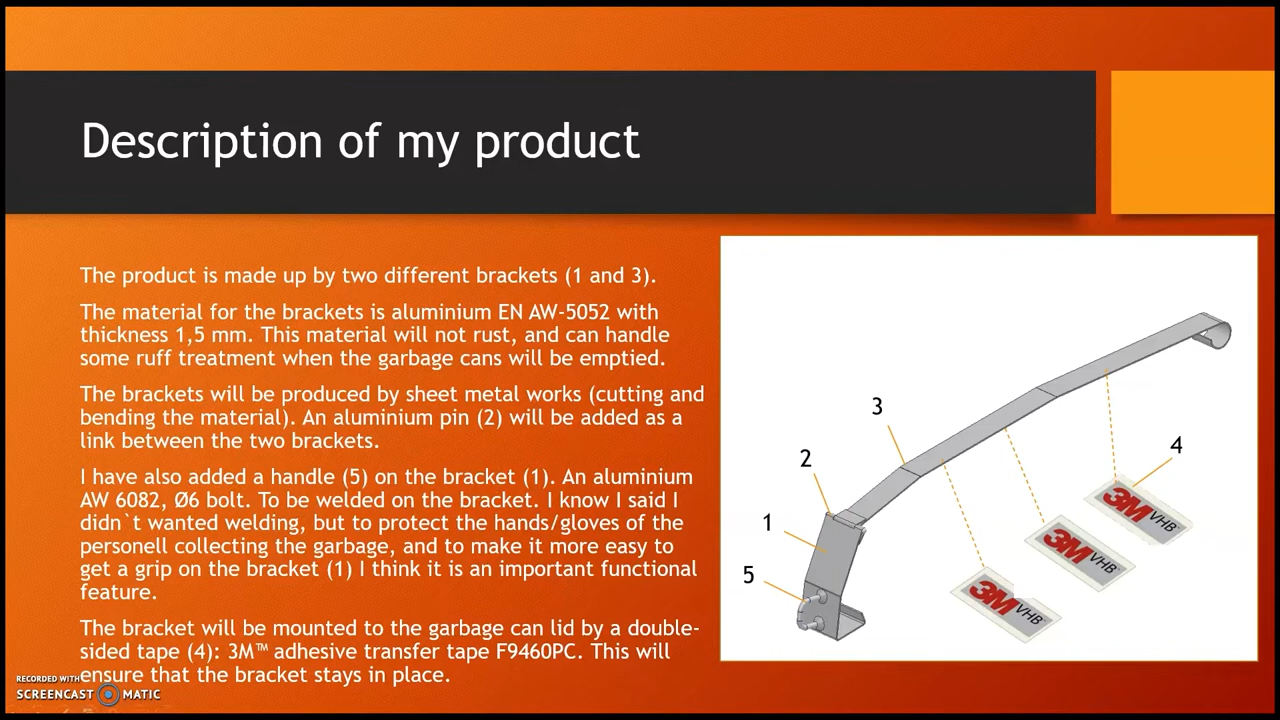 Description of my product
The product is made up by two different brackets (1 and 3).
The material for the brackets is aluminium EN AW-5052 with
thickness 1,5 mm. This material will not rust, and can handle
some ruff treatment when the garbage cans will be emptied.
The brackets will be produced by sheet metal works (cutting and
bending the material). An aluminium pin (2) will be added as a
link between the two brackets.
I have also added a handle (5) on the bracket (1). An aluminium
AW 6082, Ø6 bolt. To be welded on the bracket. I know I said I
didn`t wanted welding, but to protect the hands/gloves of the
personell collecting the garbage, and to make it more easy to
get a grip on the bracket (1) I think it is an important functional
feature.
The bracket will be mounted to the garbage can lid by a double-
sided tape (4): 3M™ adhesive transfer tape F9460PC. This will
ensure that the bracket stays in place.
3
2
4
1
5
3M VHB
3M VHB
3M VHB
RECORDED WITH
SCREENCAST MATIC